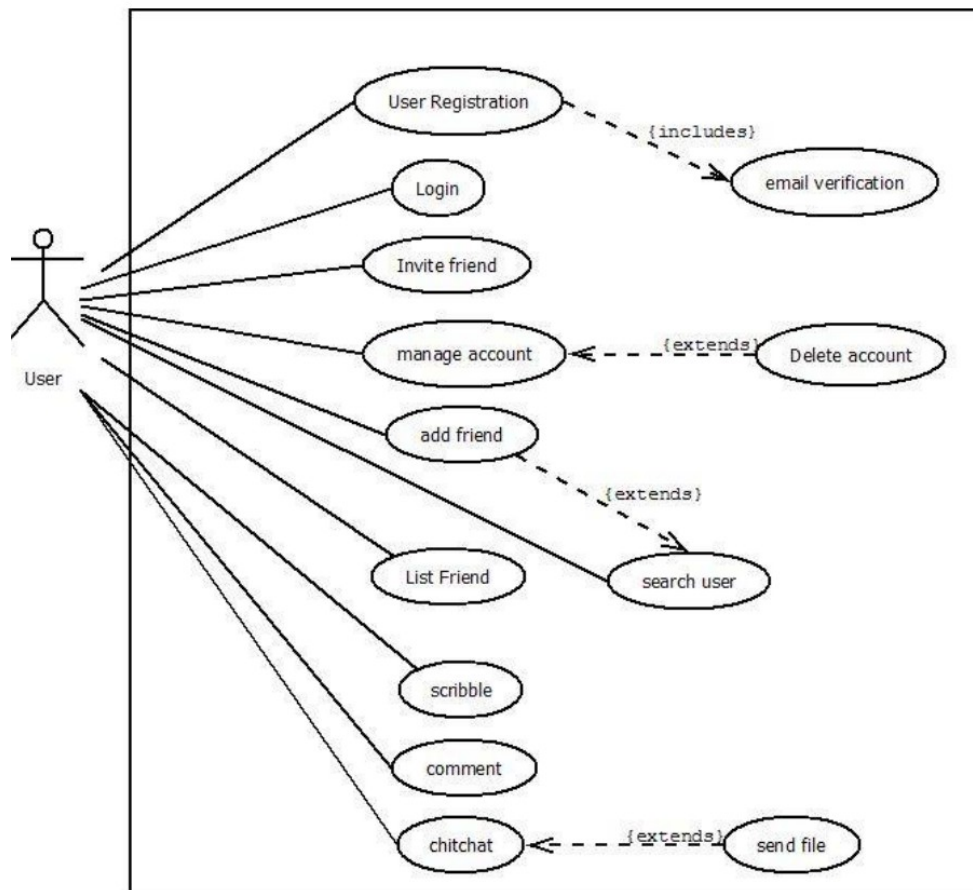 User Registration
{includes}
email verification
Login
Invite friend
manage account
{extends}
Delete account
User
add friend
{extends}
List Friend
search user
scribble
comment
chitchat
{extends}
send file